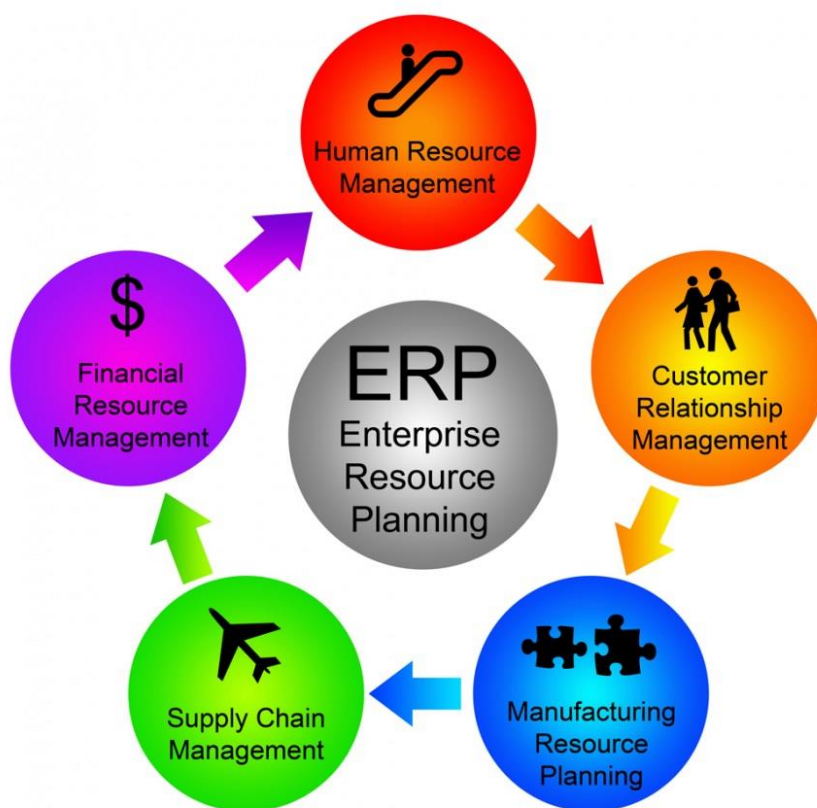 Human Resource
Management
$
Financial
Resource
Management
ERP
Enterprise
Resource
Planning
Customer
Relationship
Management
Supply Chain
Management
Manufacturing
Resource
Planning